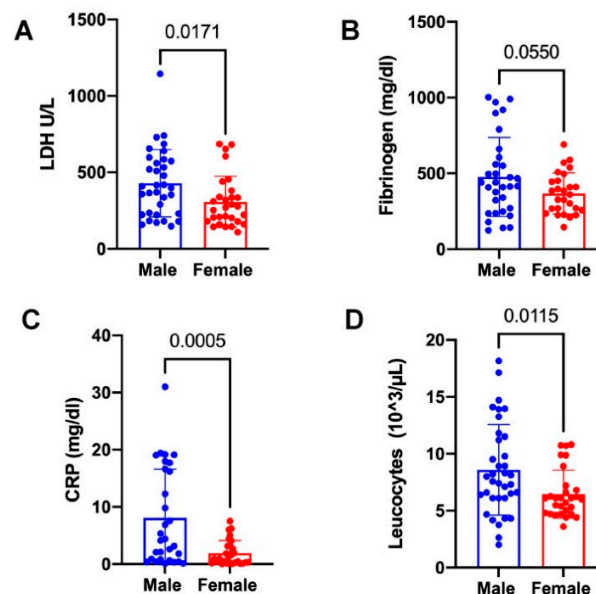 A
0.0171
LDH U/L
1500
1000
500
0
Male Female
B
0.0550
Fibrinogen (mg/dl)
1500
1000
500
0
Male Female
C
0.0005
CRP (mg/dl)
40
30
20
10
0
Male Female
D
0.0115
Leucocytes (10^3/µL)
20
15
10
5
0
Male Female